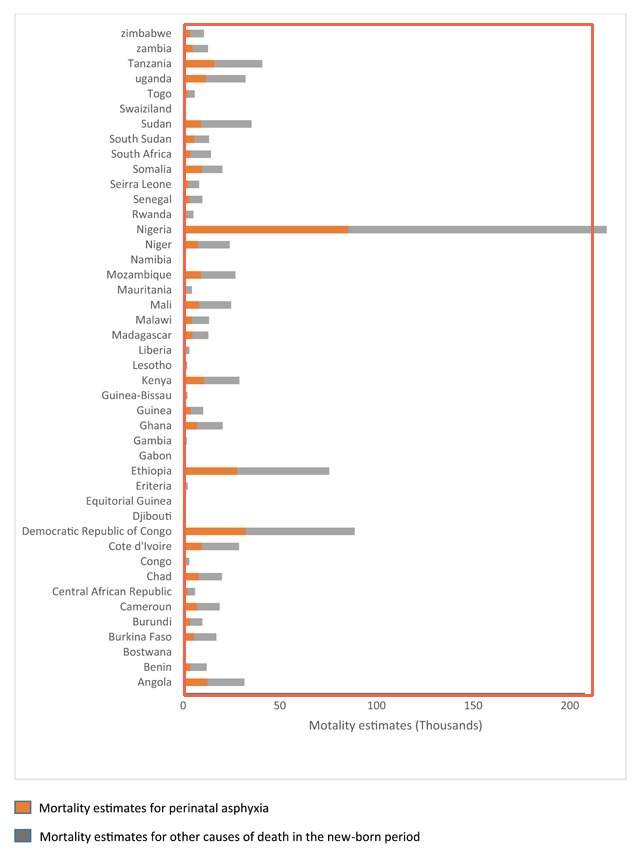 zimbabwe
zambia
Tanzania
uganda
Togo
Swaiziland
Sudan
South Sudan
South Africa
Somalia
Seirra Leone
Senegal
Rwanda
Nigeria
Niger
Namibia
Mozambique
Mauritania
Mali
Malawi
Madagascar
Liberia
Lesotho
Kenya
Guinea-Bissau
Guinea
Ghana
Gambia
Gabon
Ethiopia
Eriteria
Equitorial Guinea
Djibouti
Democratic Republic of Congo
Cote d'Ivoire
Congo
Chad
Central African Republic
Cameroun
Burundi
Burkina Faso
Bostwana
Benin
Angola
0 50 100 150 200
Motality estimates (Thousands)
Mortality estimates for perinatal asphyxia
Mortality estimates for other causes of death in the new-born period